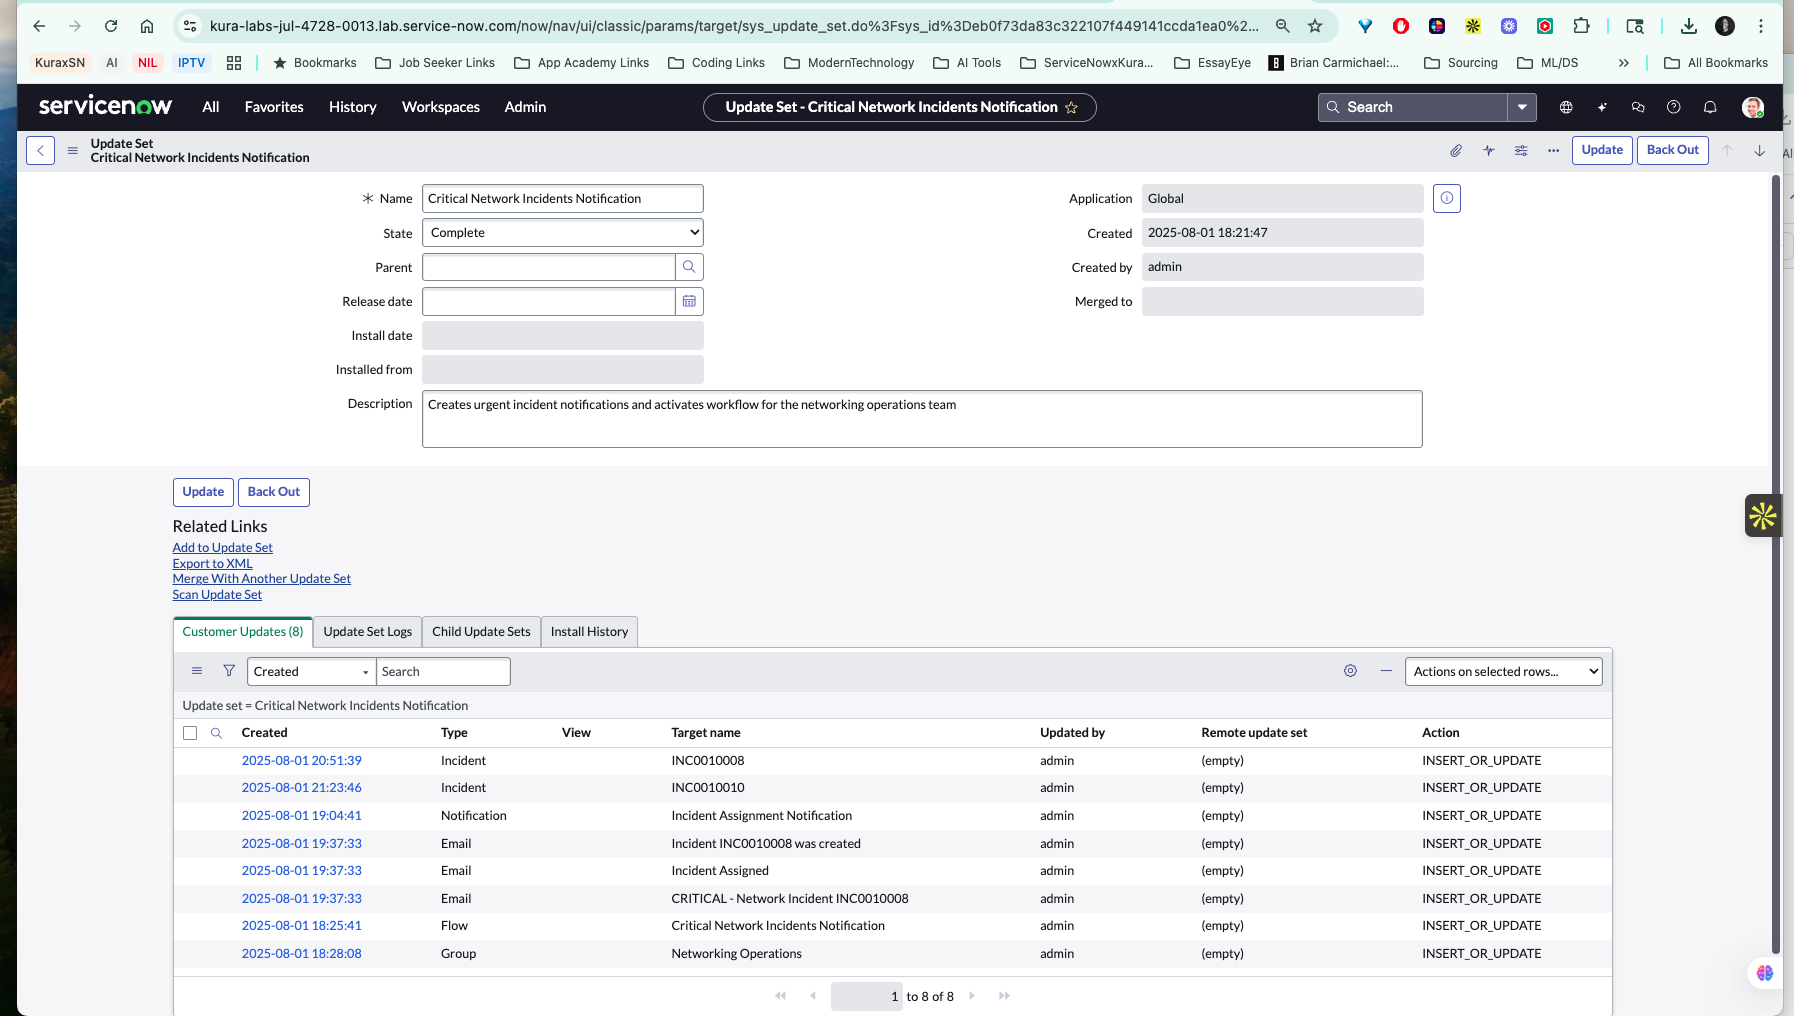 kura-labs-jul-4728-0013.lab.service-now.com/now/nav/ui/classic/params/target/sys_update_set.do%3Fsys_id%3Deb0f73da83c322107f449141ccda1ea0%2...
KuraxSN AI NIL IPTV Bookmarks Job Seeker Links App Academy Links Coding Links ModernTechnology AI Tools ServiceNowxKura... EssayEye Brian Carmichael:... Sourcing ML/DS » All Bookmarks
servicenow All Favorites History Workspaces Admin Update Set - Critical Network Incidents Notification Search
Update Set
Critical Network Incidents Notification
Update Back Out
Name Critical Network Incidents Notification Application Global
State Complete Created 2025-08-01 18:21:47
Parent Created by admin
Release date Merged to
Install date
Installed from
Description Creates urgent incident notifications and activates workflow for the networking operations team
Update Back Out
Related Links
Add to Update Set
Export to XML
Merge With Another Update Set
Scan Update Set
Customer Updates (8) Update Set Logs Child Update Sets Install History
Created Search Actions on selected rows...
Update set = Critical Network Incidents Notification
Created Type View Target name Updated by Remote update set Action
2025-08-01 20:51:39 Incident INC0010008 admin (empty) INSERT_OR_UPDATE
2025-08-01 21:23:46 Incident INC0010010 admin (empty) INSERT_OR_UPDATE
2025-08-01 19:04:41 Notification Incident Assignment Notification admin (empty) INSERT_OR_UPDATE
2025-08-01 19:37:33 Email Incident INC0010008 was created admin (empty) INSERT_OR_UPDATE
2025-08-01 19:37:33 Email Incident Assigned admin (empty) INSERT_OR_UPDATE
2025-08-01 19:37:33 Email CRITICAL - Network Incident INC0010008 admin (empty) INSERT_OR_UPDATE
2025-08-01 18:25:41 Flow Critical Network Incidents Notification admin (empty) INSERT_OR_UPDATE
2025-08-01 18:28:08 Group Networking Operations admin (empty) INSERT_OR_UPDATE
1 to 8 of 8